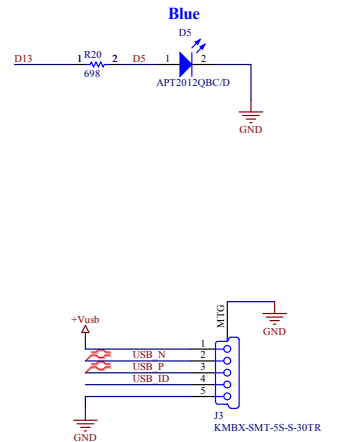 Blue
D5
D13 1 R20 2 D5 1 2
698
APT2012QBC/D
GND
MTG
+Vusb
GND
1
USB_N 2
USB_P 3
USB_ID 4
5
J3
KMBX-SMT-5S-S-30TR
GND